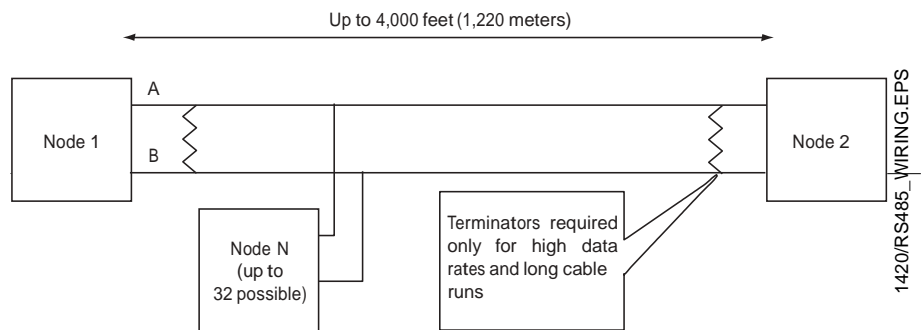 Up to 4,000 feet (1,220 meters)
A
Node 1
B
Node 2
Node N
(up to
32 possible)
Terminators required
only for high data
rates and long cable
runs
1420/RS485_WIRING.EPS